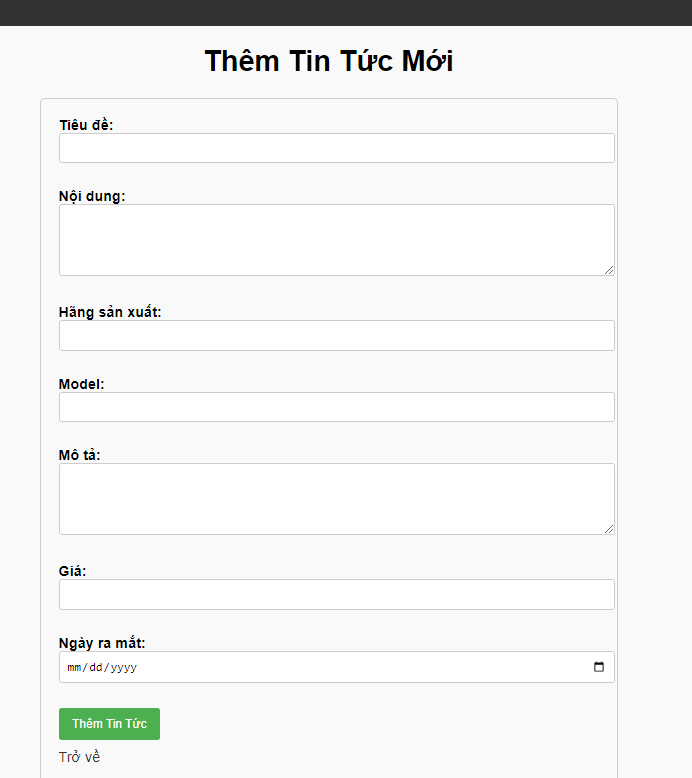 Thêm Tin Tức Mới
Tiêu đề:
Nội dung:
Hãng sản xuất:
Model:
Mô tả:
Giá:
Ngày ra mắt:
mm/dd/yyyy
Thêm Tin Tức
Trở về